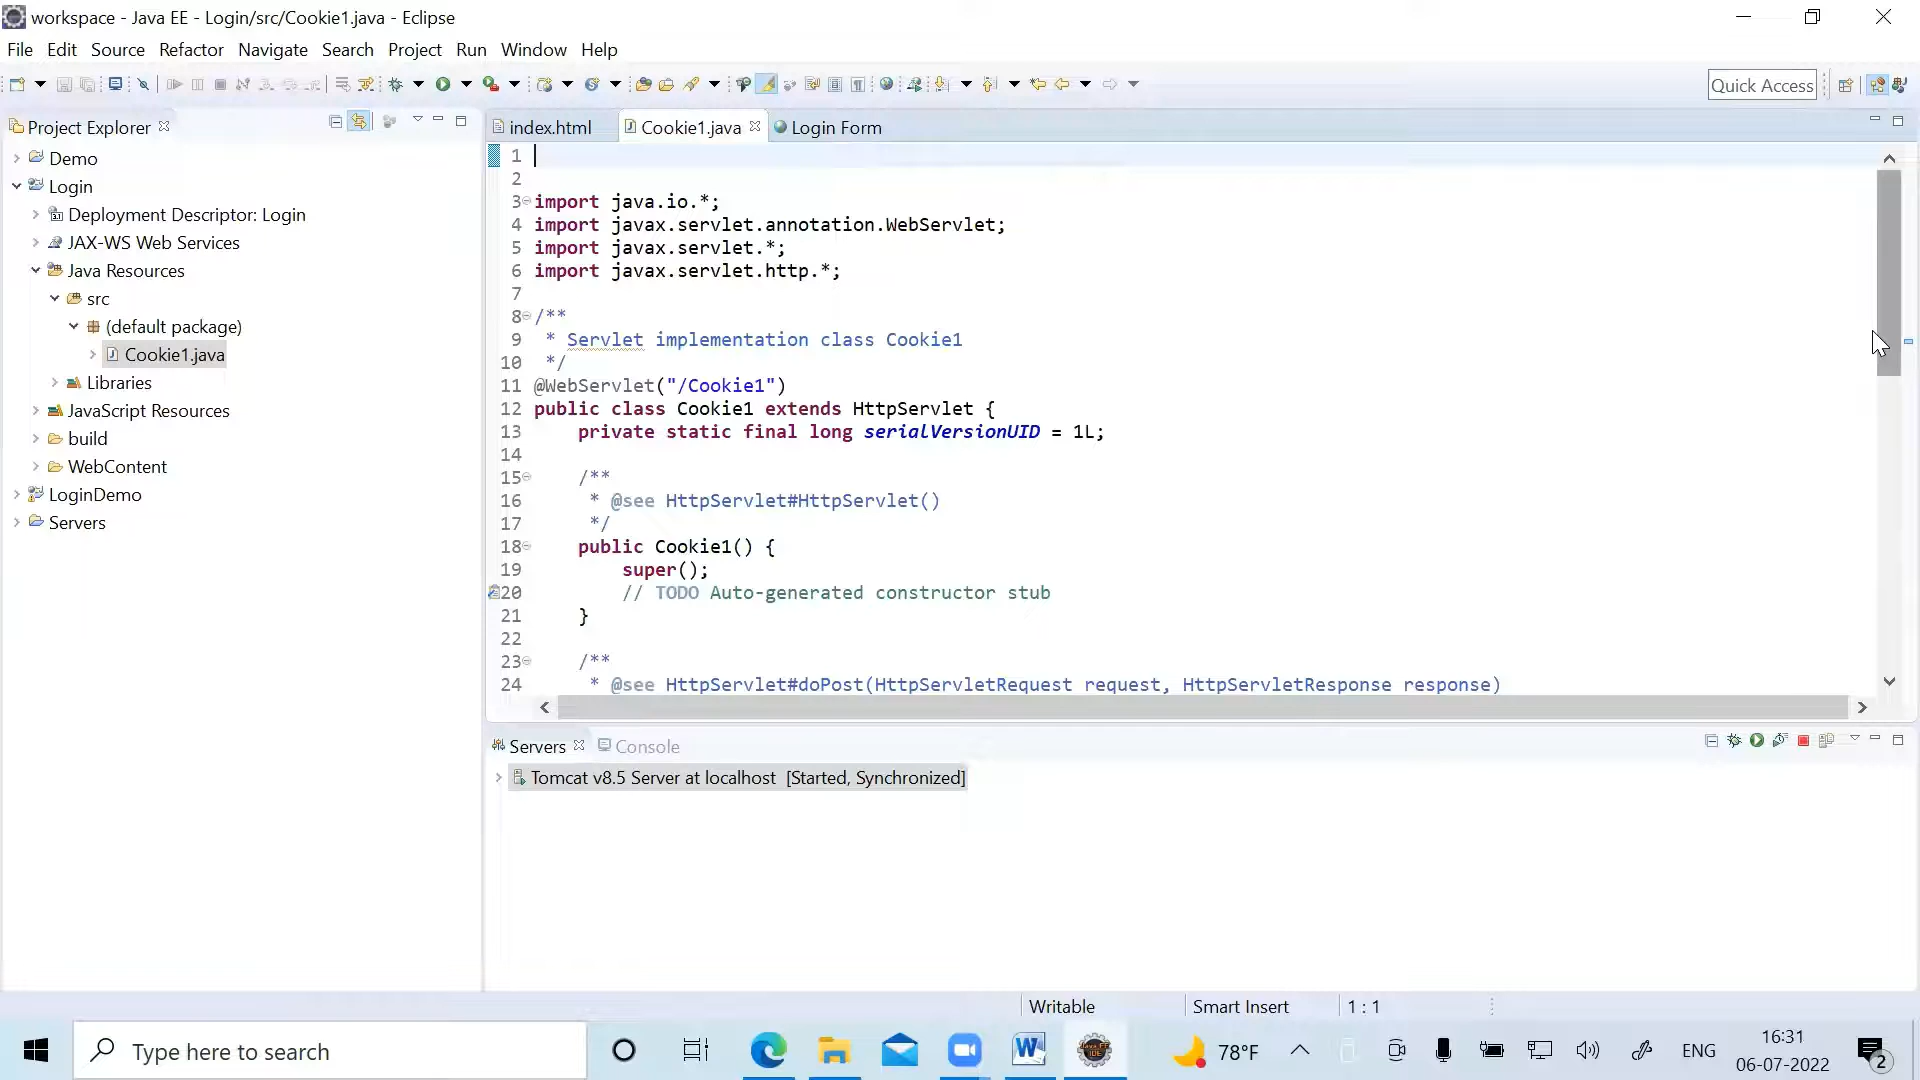 workspace - Java EE - Login/src/Cookie1.java - Eclipse
File Edit Source Refactor Navigate Search Project Run Window Help
Quick Access
Project Explorer
Demo
Login
Deployment Descriptor: Login
JAX-WS Web Services
Java Resources
src
(default package)
Cookie1.java
Libraries
JavaScript Resources
build
WebContent
LoginDemo
Servers
index.html Cookie1.java Login Form
1
2
3 import java.io.*;
4 import javax.servlet.annotation.WebServlet;
5 import javax.servlet.*;
6 import javax.servlet.http.*;
7
8 /**
9 * Servlet implementation class Cookie1
10 */
11 @WebServlet("/Cookie1")
12 public class Cookie1 extends HttpServlet {
13 private static final long serialVersionUID = 1L;
14
15 /**
16 * @see HttpServlet#HttpServlet()
17 */
18 public Cookie1() {
19 super();
20 // TODO Auto-generated constructor stub
21 }
22
23 /**
24 * @see HttpServlet#doPost(HttpServletRequest request, HttpServletResponse response)
Servers Console
Tomcat v8.5 Server at localhost [Started, Synchronized]
Writable Smart Insert 1 : 1
Type here to search
78°F
ENG
16:31
06-07-2022
2